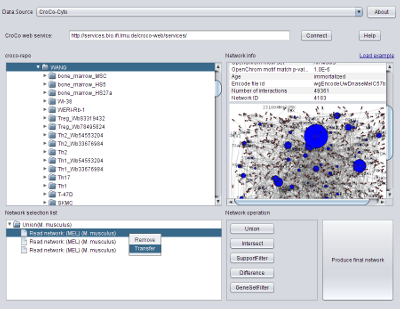 Data Source CroCo-Cyls About
CroCo web service: http://services.bio.ifi.lmu.de/croco-web/services/ Connect Help
croco-repo Network info Load example
WANG
bone_marrow_MSC
bone_marrow_HS5
bone_marrow_HS27a
WI-38
WERI-Rb-1
Treg_Wb83319432
Treg_Wb78495824
Th2
Th2_Wb54553204
Th2_Wb33676984
Th1_Wb54553204
Th1_Wb33676984
Th17
Th1
T-47D
SKMC
OpenChrom motif match p-val... 1.0E-6
Age immortalized
Encode file id wgEncodeUwDnaseMelC57b
Number of interactions 49361
Network ID 4183
Network selection list Network operation
Union(M. musculus)
Read network (MEL) (M. musculus)
Read network (MEL) (M. musculus)
Read network (MEL) (M. musculus)
Remove
Transfer
Union
Intersect
SupportFilter
Difference
GeneSetFilter
Produce final network